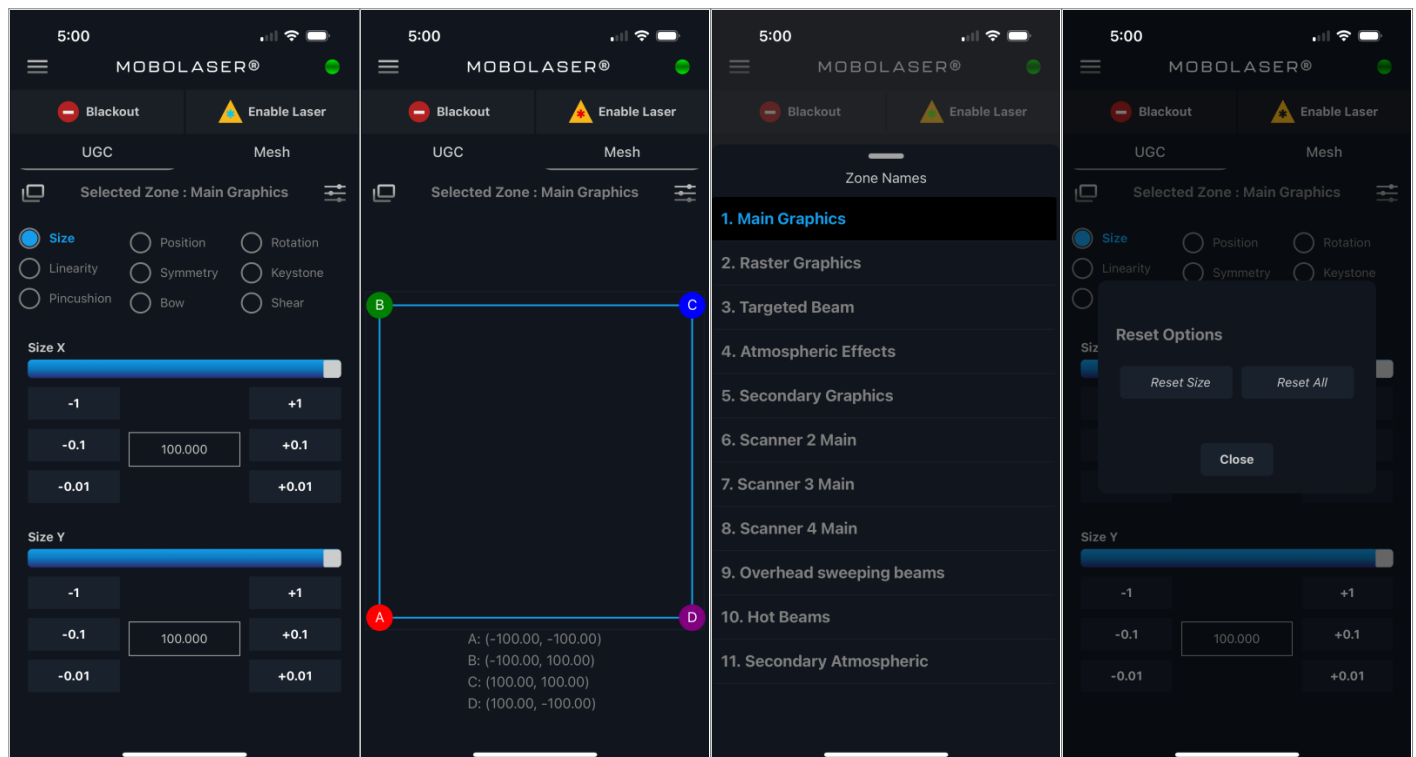 5:00
MOBOLASER®
Blackout Enable Laser
UGC Mesh
Selected Zone : Main Graphics
Size Position Rotation
Linearity Symmetry Keystone
Pincushion Bow Shear
Size X
-1 +1
-0.1 100.000 +0.1
-0.01 +0.01
Size Y
-1 +1
-0.1 100.000 +0.1
-0.01 +0.01
5:00
MOBOLASER®
Blackout Enable Laser
UGC Mesh
Selected Zone : Main Graphics
B C
A D
A: (-100.00, -100.00)
B: (-100.00, 100.00)
C: (100.00, 100.00)
D: (100.00, -100.00)
5:00
MOBOLASER®
Blackout Enable Laser
Zone Names
1. Main Graphics
2. Raster Graphics
3. Targeted Beam
4. Atmospheric Effects
5. Secondary Graphics
6. Scanner 2 Main
7. Scanner 3 Main
8. Scanner 4 Main
9. Overhead sweeping beams
10. Hot Beams
11. Secondary Atmospheric
5:00
MOBOLASER®
Blackout Enable Laser
UGC Mesh
Selected Zone : Main Graphics
Size Position Rotation
Linearity Symmetry Keystone
Reset Options
Siz
Reset Size Reset All
Close
Size Y
-1 +1
-0.1 100.000 +0.1
-0.01 +0.01